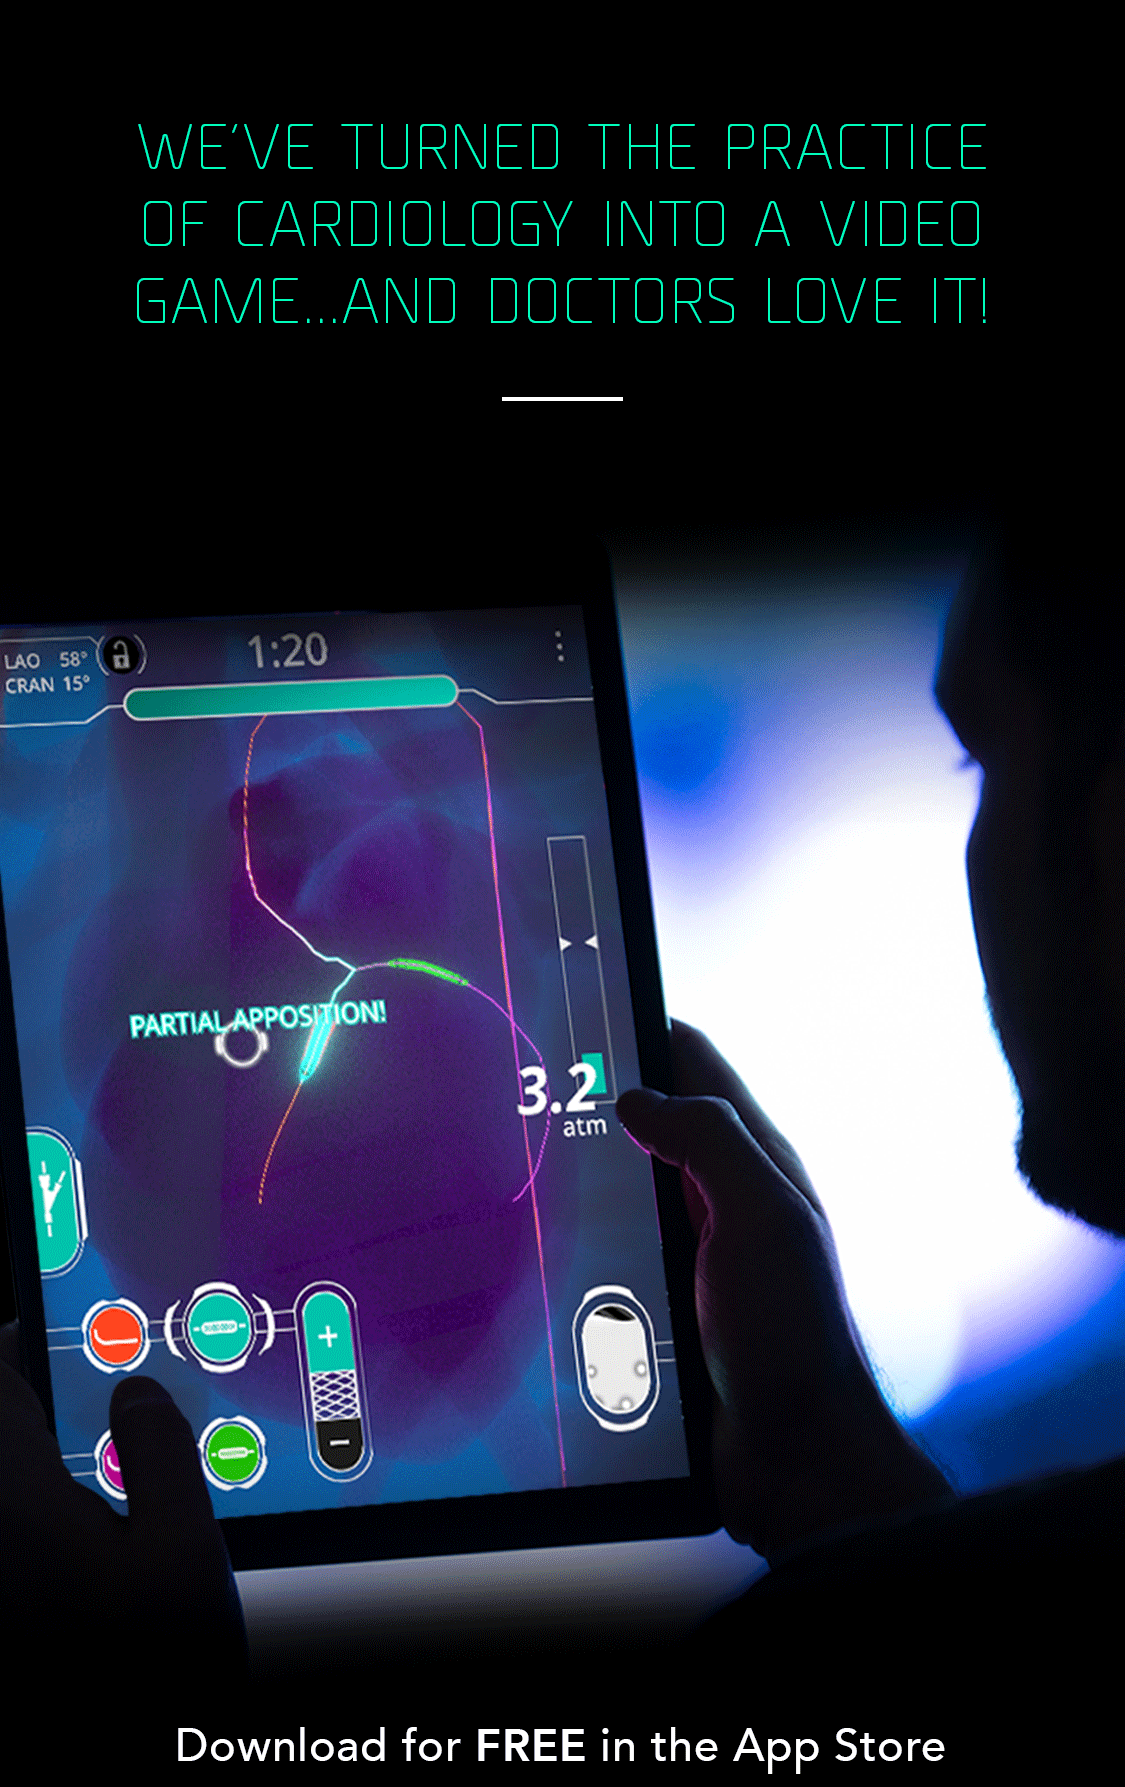 WE'VE TURNED THE PRACTICE
OF CARDIOLOGY INTO A VIDEO
GAME...AND DOCTORS LOVE IT!
1:20
LAO 58°
CRAN 15°
PARTIAL APPOSITION!
3.2
atm
+
−
Download for FREE in the App Store